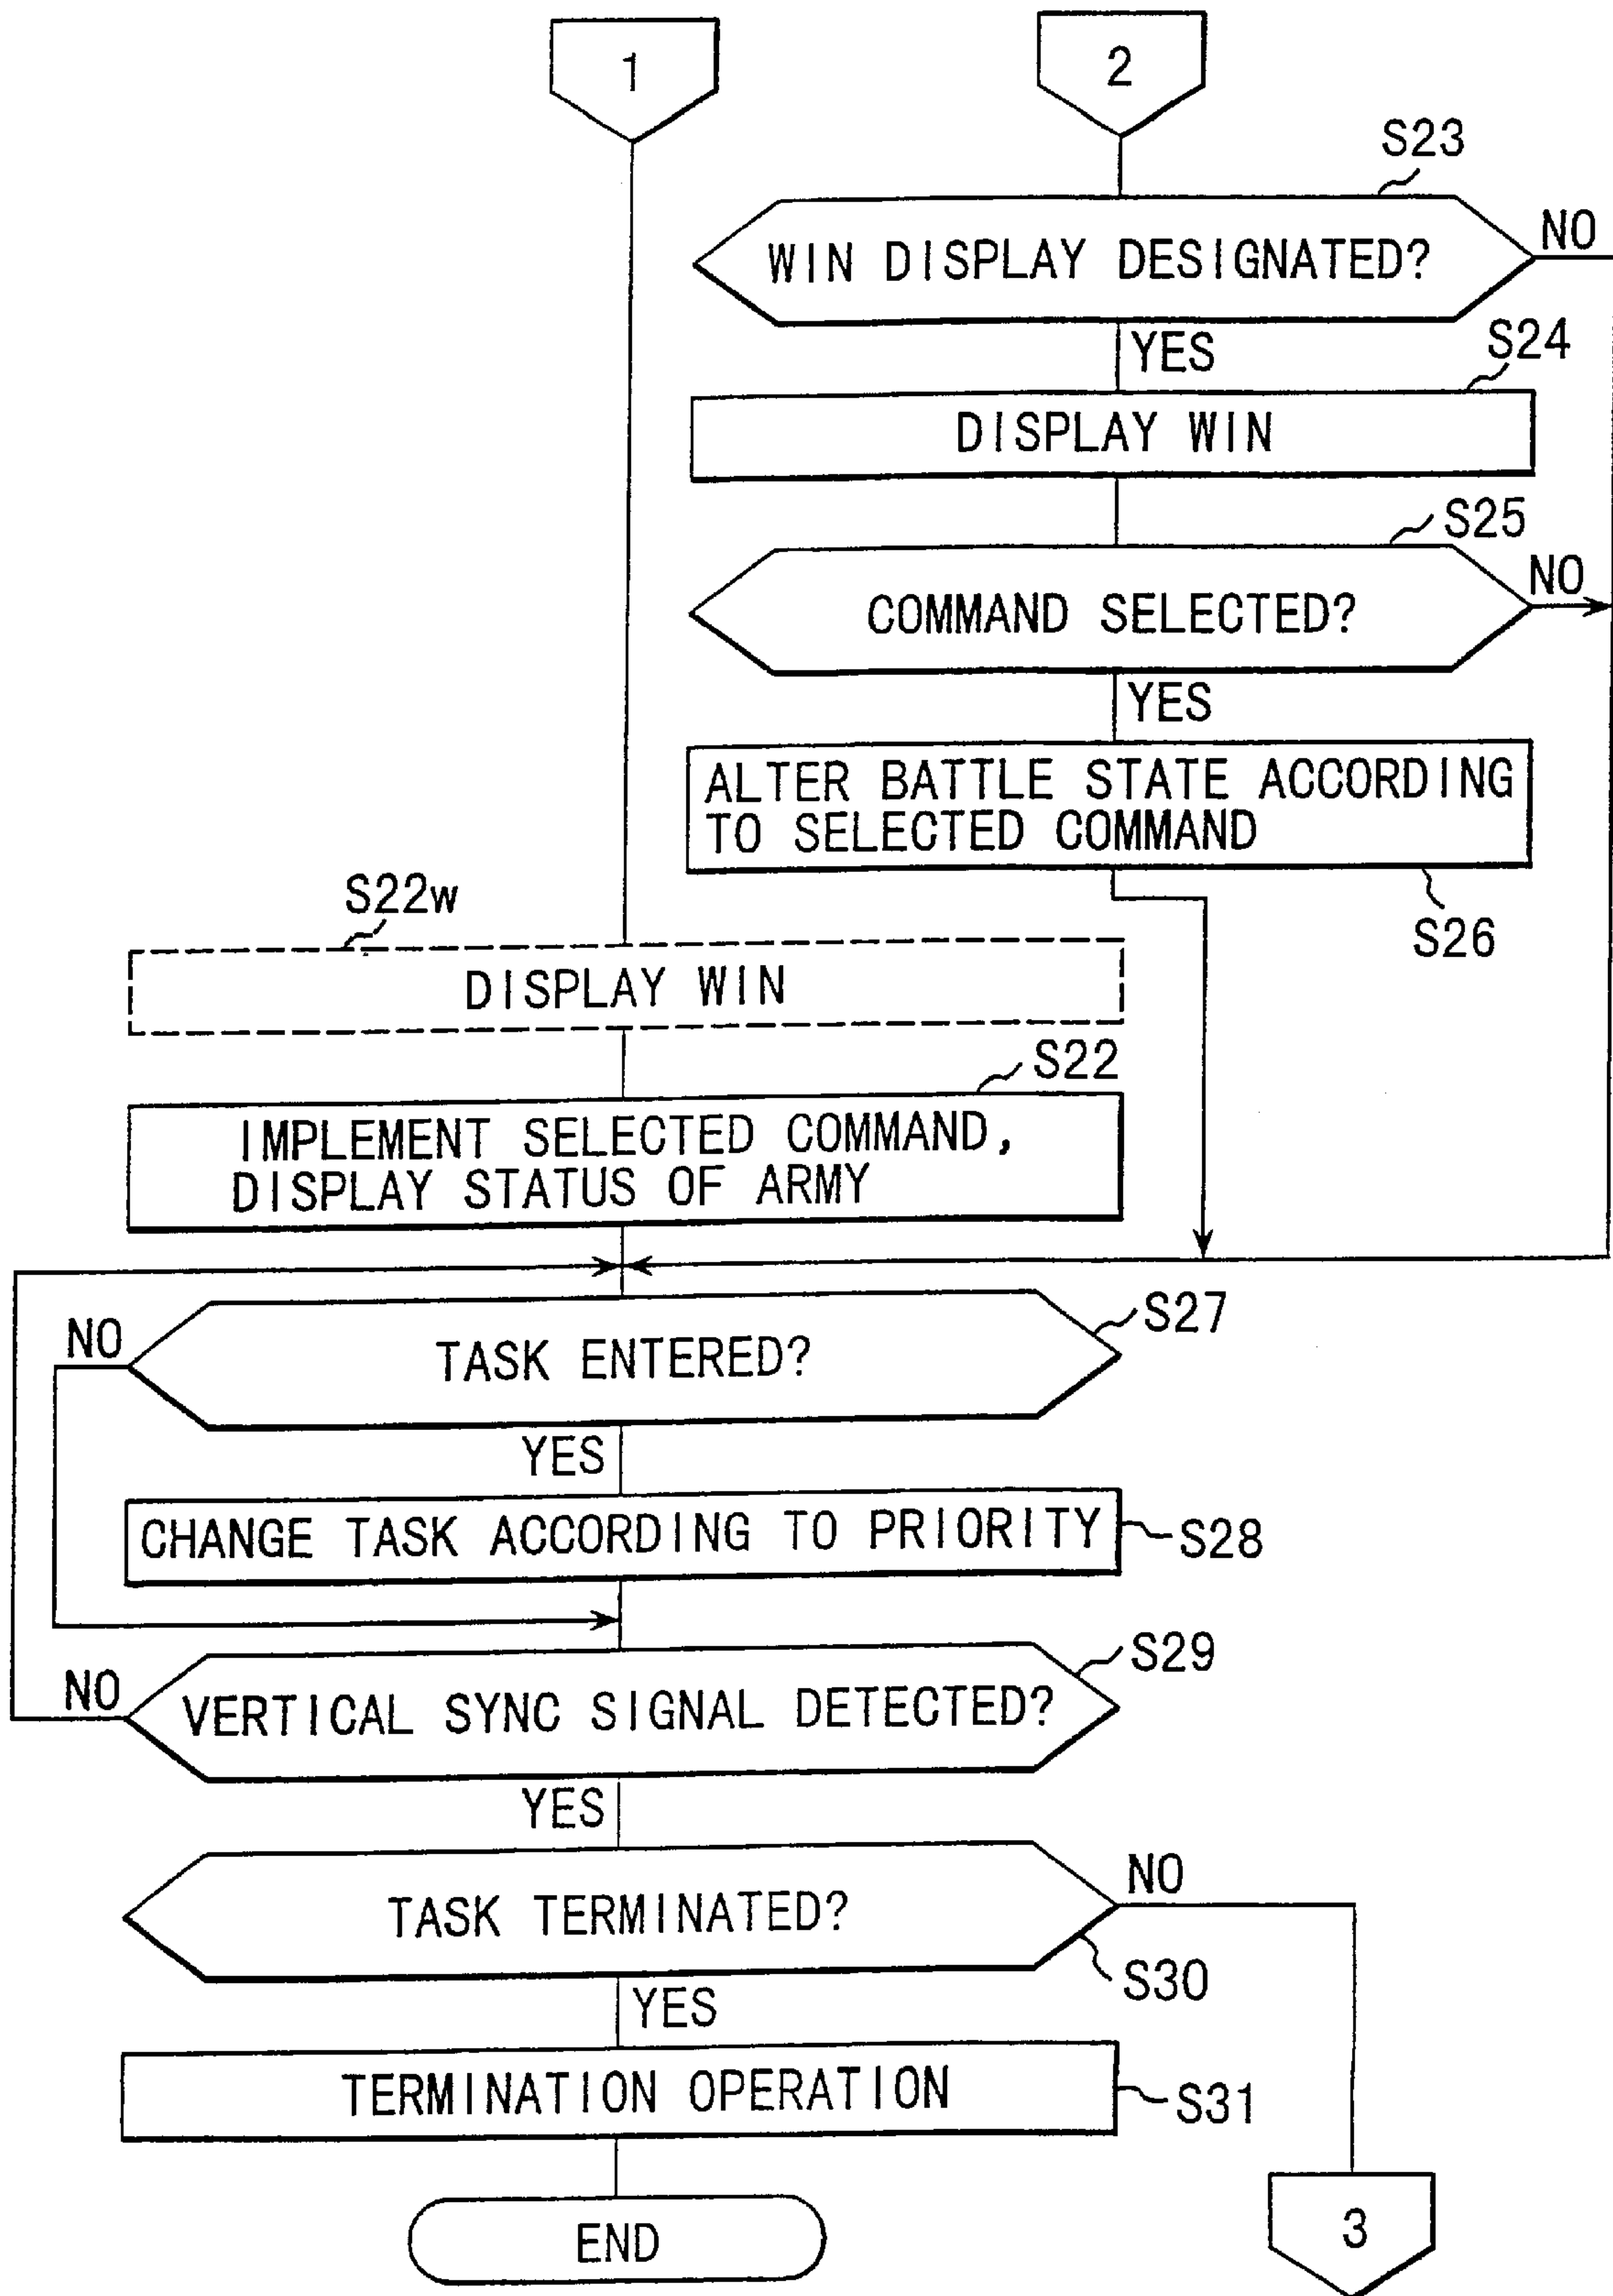 1
2
S23
WIN DISPLAY DESIGNATED?
NO
YES
S24
DISPLAY WIN
S25
COMMAND SELECTED?
NO
YES
ALTER BATTLE STATE ACCORDING
TO SELECTED COMMAND
S26
S22w
DISPLAY WIN
S22
IMPLEMENT SELECTED COMMAND,
DISPLAY STATUS OF ARMY
S27
NO
TASK ENTERED?
YES
CHANGE TASK ACCORDING TO PRIORITY
S28
S29
NO
VERTICAL SYNC SIGNAL DETECTED?
YES
NO
TASK TERMINATED?
S30
YES
TERMINATION OPERATION
S31
END
3